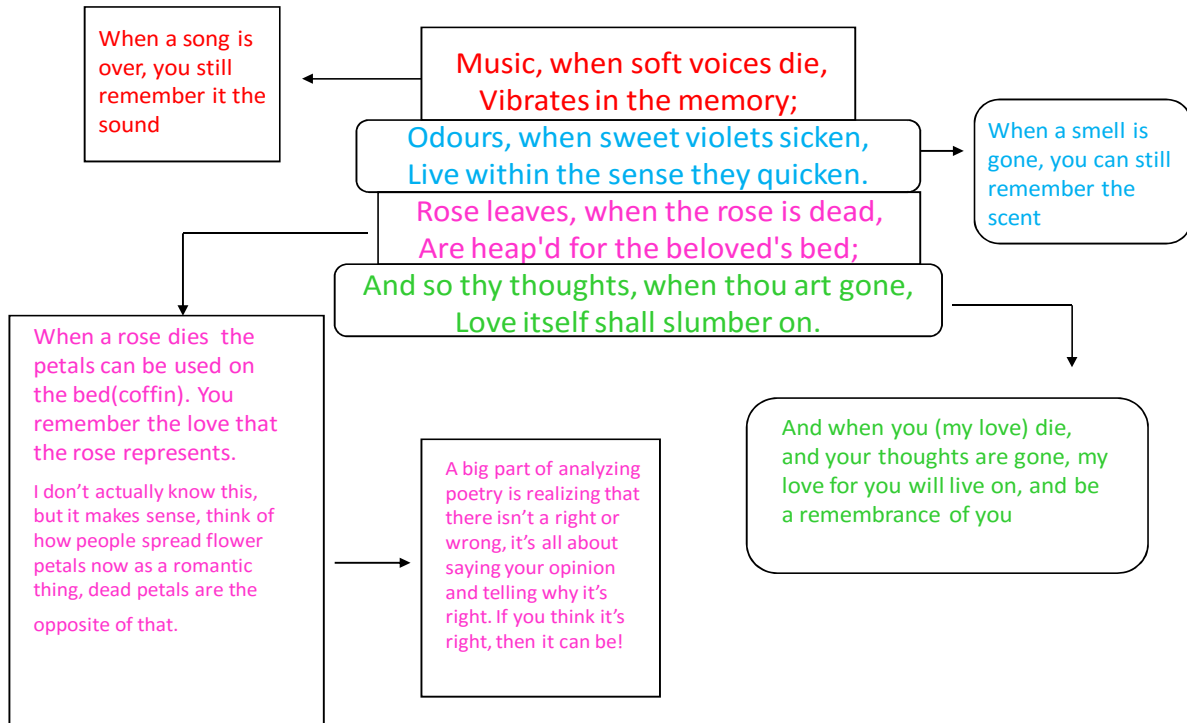 When a song is
over, you still
remember it the
sound
Music, when soft voices die,
Vibrates in the memory;
Odours, when sweet violets sicken,
Live within the sense they quicken.
Rose leaves, when the rose is dead,
Are heap'd for the beloved's bed;
And so thy thoughts, when thou art gone,
Love itself shall slumber on.
When a smell is
gone, you can still
remember the
scent
When a rose dies  the
petals can be used on
the bed(coffin). You
remember the love that
the rose represents.
I don’t actually know this,
but it makes sense, think of
how people spread flower
petals now as a romantic
thing, dead petals are the
opposite of that.
A big part of analyzing
poetry is realizing that
there isn’t a right or
wrong, it’s all about
saying your opinion
and telling why it’s
right. If you think it’s
right, then it can be!
And when you (my love) die,
and your thoughts are gone, my
love for you will live on, and be
a remembrance of you